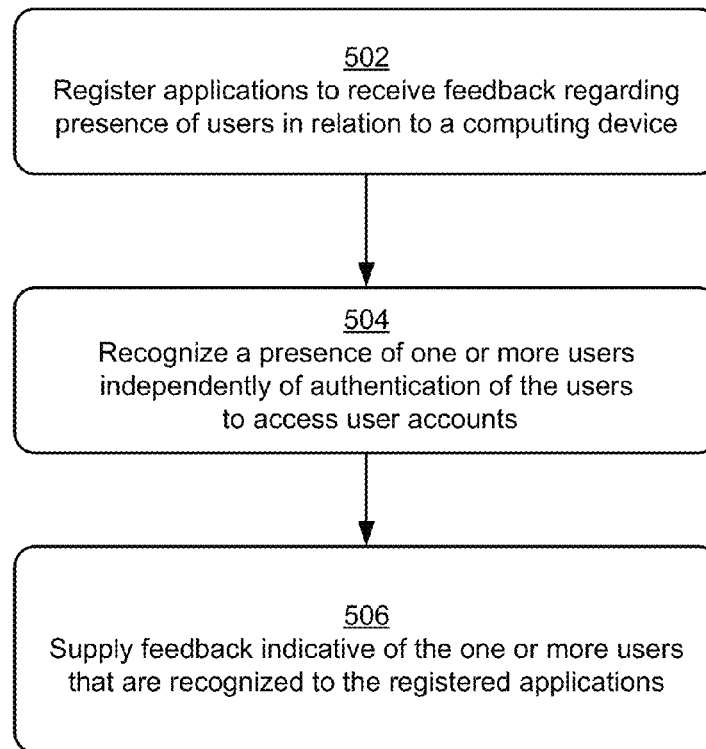 502
Register applications to receive feedback regarding
presence of users in relation to a computing device
504
Recognize a presence of one or more users
independently of authentication of the users
to access user accounts
506
Supply feedback indicative of the one or more users
that are recognized to the registered applications